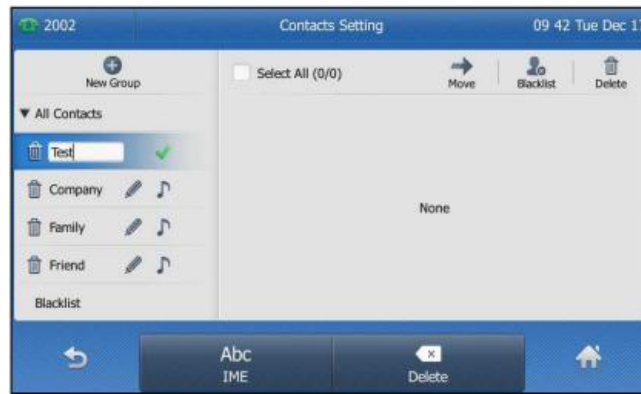 2002 Contacts Setting 09 42 Tue Dec 1
New Group
Select All (0/0) Move Blacklist Delete
▼ All Contacts
Test
Company
None
Family
Friend
Blacklist
Abc
IME
Delete